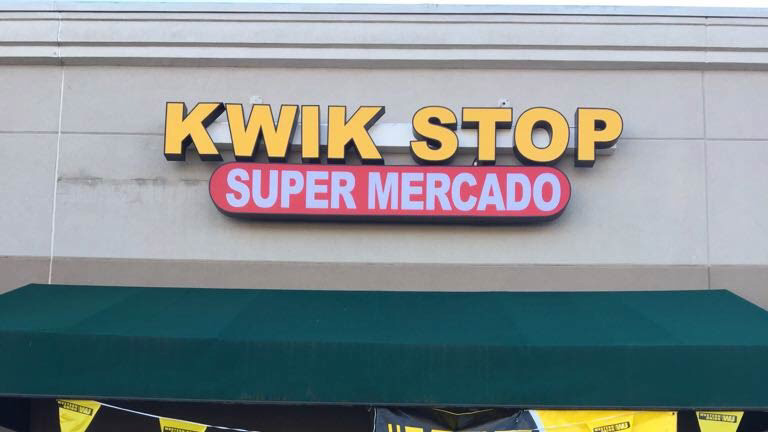 KWIK STOP
SUPER MERCADO